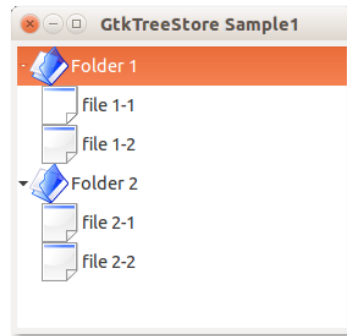 GtkTreeStore Sample1
Folder 1
file 1-1
file 1-2
Folder 2
file 2-1
file 2-2